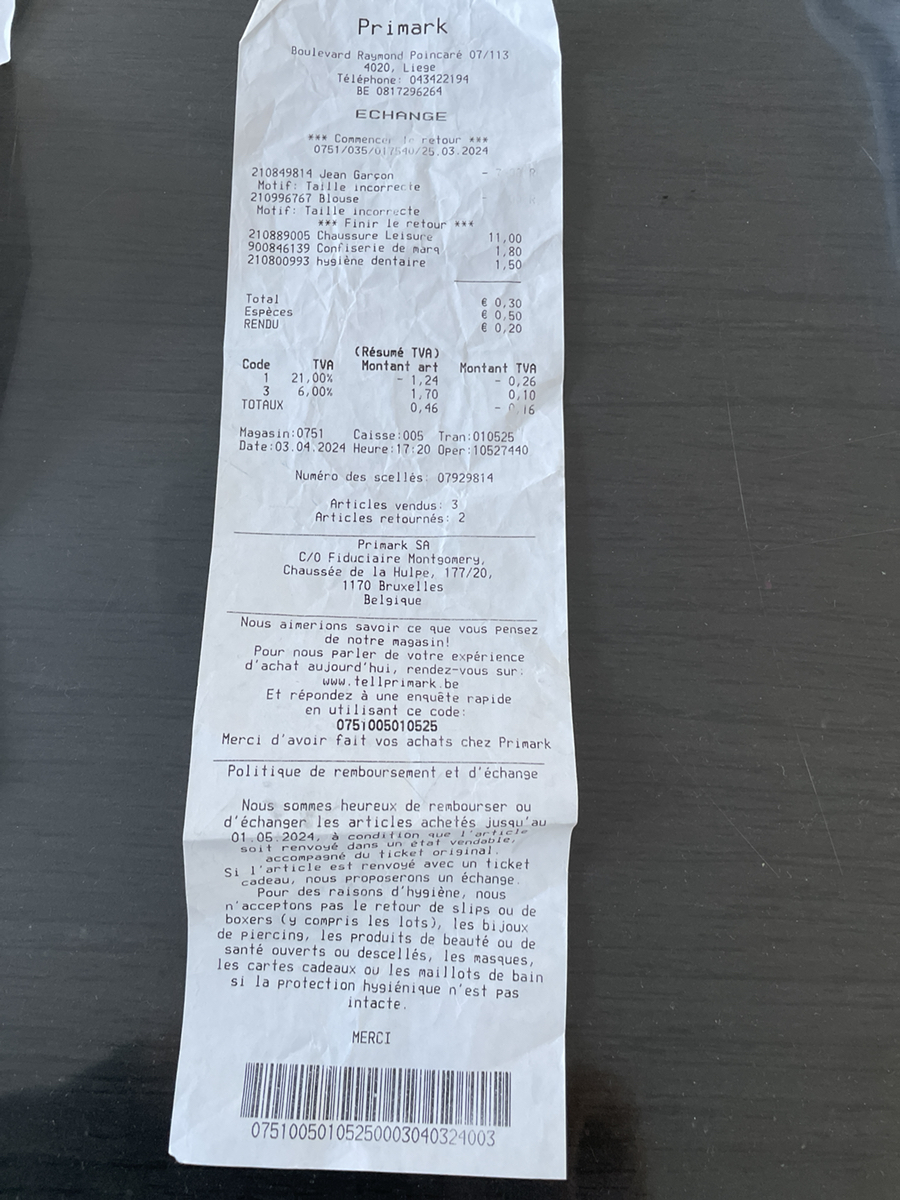 Primark
Boulevard Raymond Poincaré 07/113
4020, Liege
Téléphone: 043422194
BE 0817296264
ECHANGE
*** Commencer le retour ***
0751/035/017540/25.03.2024
210849814 Jean Garçon -
Motif: Taille incorrecte
210996767 Blouse -
Motif: Taille incorrecte
*** Finir le retour ***
210889005 Chaussure Leisure 11,00
900846139 Confiserie de marq 1,80
210800993 hygiène dentaire 1,50
Total € 0,30
Espèces € 0,50
RENDU € 0,20
(Résumé TVA)
Code TVA Montant art Montant TVA
1 21,00% - 1,24 - 0,26
3 6,00% 1,70 0,10
TOTAUX 0,46 - 0,16
Magasin:0751 Caisse:005 Tran:010525
Date:03.04.2024 Heure:17:20 Oper:10527440
Numéro des scellés: 07929814
Articles vendus: 3
Articles retournés: 2
Primark SA
C/O Fiduciaire Montgomery,
Chaussée de la Hulpe, 177/20,
1170 Bruxelles
Belgique
Nous aimerions savoir ce que vous pensez
de notre magasin!
Pour nous parler de votre expérience
d'achat aujourd'hui, rendez-vous sur:
www.tellprimark.be
Et répondez à une enquête rapide
en utilisant ce code:
0751005010525
Merci d'avoir fait vos achats chez Primark
Politique de remboursement et d'échange
Nous sommes heureux de rembourser ou
d'échanger les articles achetés jusqu'au
01.05.2024, à condition que l'article
soit renvoyé dans un état vendable,
accompagné du ticket original.
Si l'article est renvoyé avec un ticket
cadeau, nous proposerons un échange.
Pour des raisons d'hygiène, nous
n'acceptons pas le retour de slips ou de
boxers (y compris les lots), les bijoux
de piercing, les produits de beauté ou de
santé ouverts ou descellés, les masques,
les cartes cadeaux ou les maillots de bain
si la protection hygiénique n'est pas
intacte.
MERCI
07510050105250003040324003